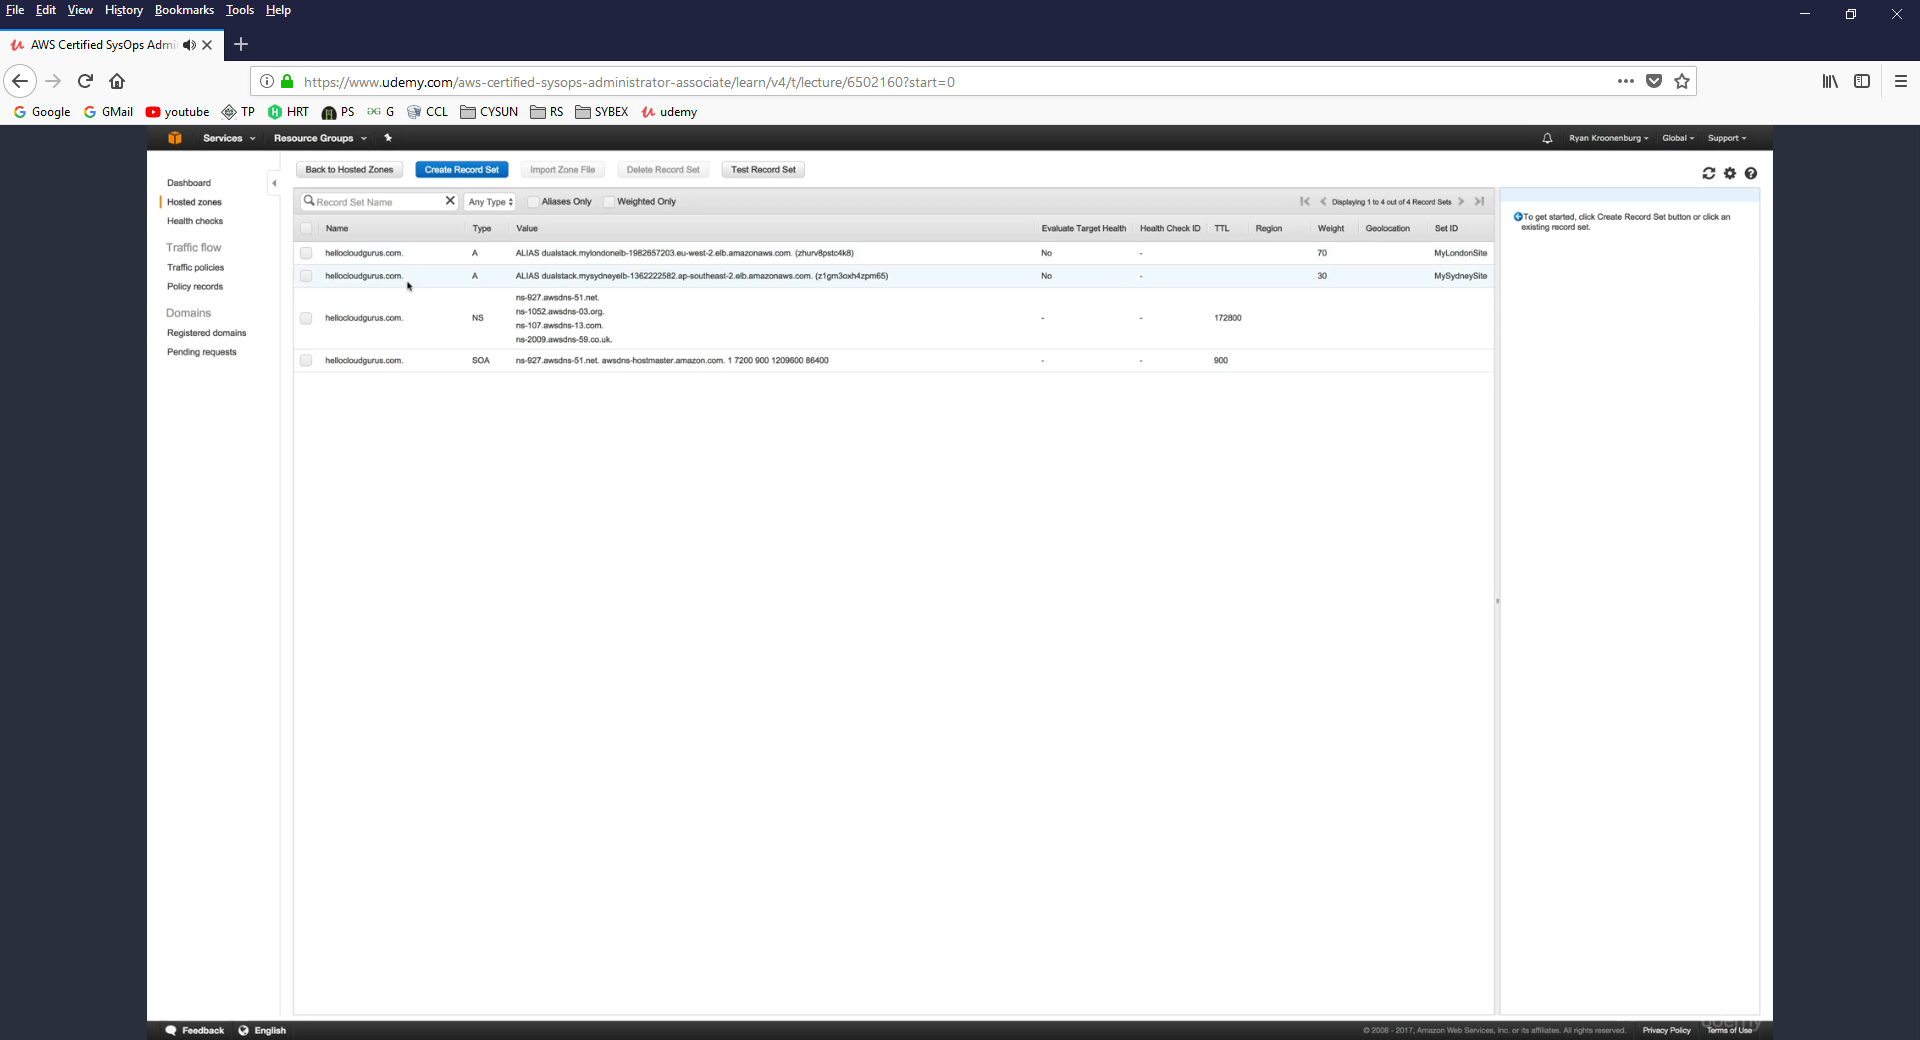 File Edit View History Bookmarks Tools Help
AWS Certified SysOps Admi
https://www.udemy.com/aws-certified-sysops-administrator-associate/learn/v4/t/lecture/6502160?start=0
Google GMail youtube TP HRT PS G CCL CYSUN RS SYBEX udemy
Services Resource Groups Ryan Kroonenburg Global Support
Back to Hosted Zones Create Record Set Import Zone File Delete Record Set Test Record Set
Dashboard
Hosted zones
Health checks
Traffic flow
Traffic policies
Policy records
Domains
Registered domains
Pending requests
Record Set Name Any Type Aliases Only Weighted Only Displaying 1 to 4 out of 4 Record Sets
Name Type Value Evaluate Target Health Health Check ID TTL Region Weight Geolocation Set ID
hellocloudgurus.com. A ALIAS dualstack.mylondonelb-1982657203.eu-west-2.elb.amazonaws.com. (zhurv8pstc4k8) No - 70 MyLondonSite
hellocloudgurus.com. A ALIAS dualstack.mysydneyelb-1362222582.ap-southeast-2.elb.amazonaws.com. (z1gm3oxh4zpm65) No - 30 MySydneySite
ns-927.awsdns-51.net.
ns-1052.awsdns-03.org.
hellocloudgurus.com. NS - - 172800
ns-107.awsdns-13.com.
ns-2009.awsdns-59.co.uk.
hellocloudgurus.com. SOA ns-927.awsdns-51.net. awsdns-hostmaster.amazon.com. 1 7200 900 1209600 86400 - - 900
To get started, click Create Record Set button or click an
existing record set.
Feedback English © 2008 - 2017, Amazon Web Services, Inc. or its affiliates. All rights reserved. Privacy Policy Terms of Use
udemy